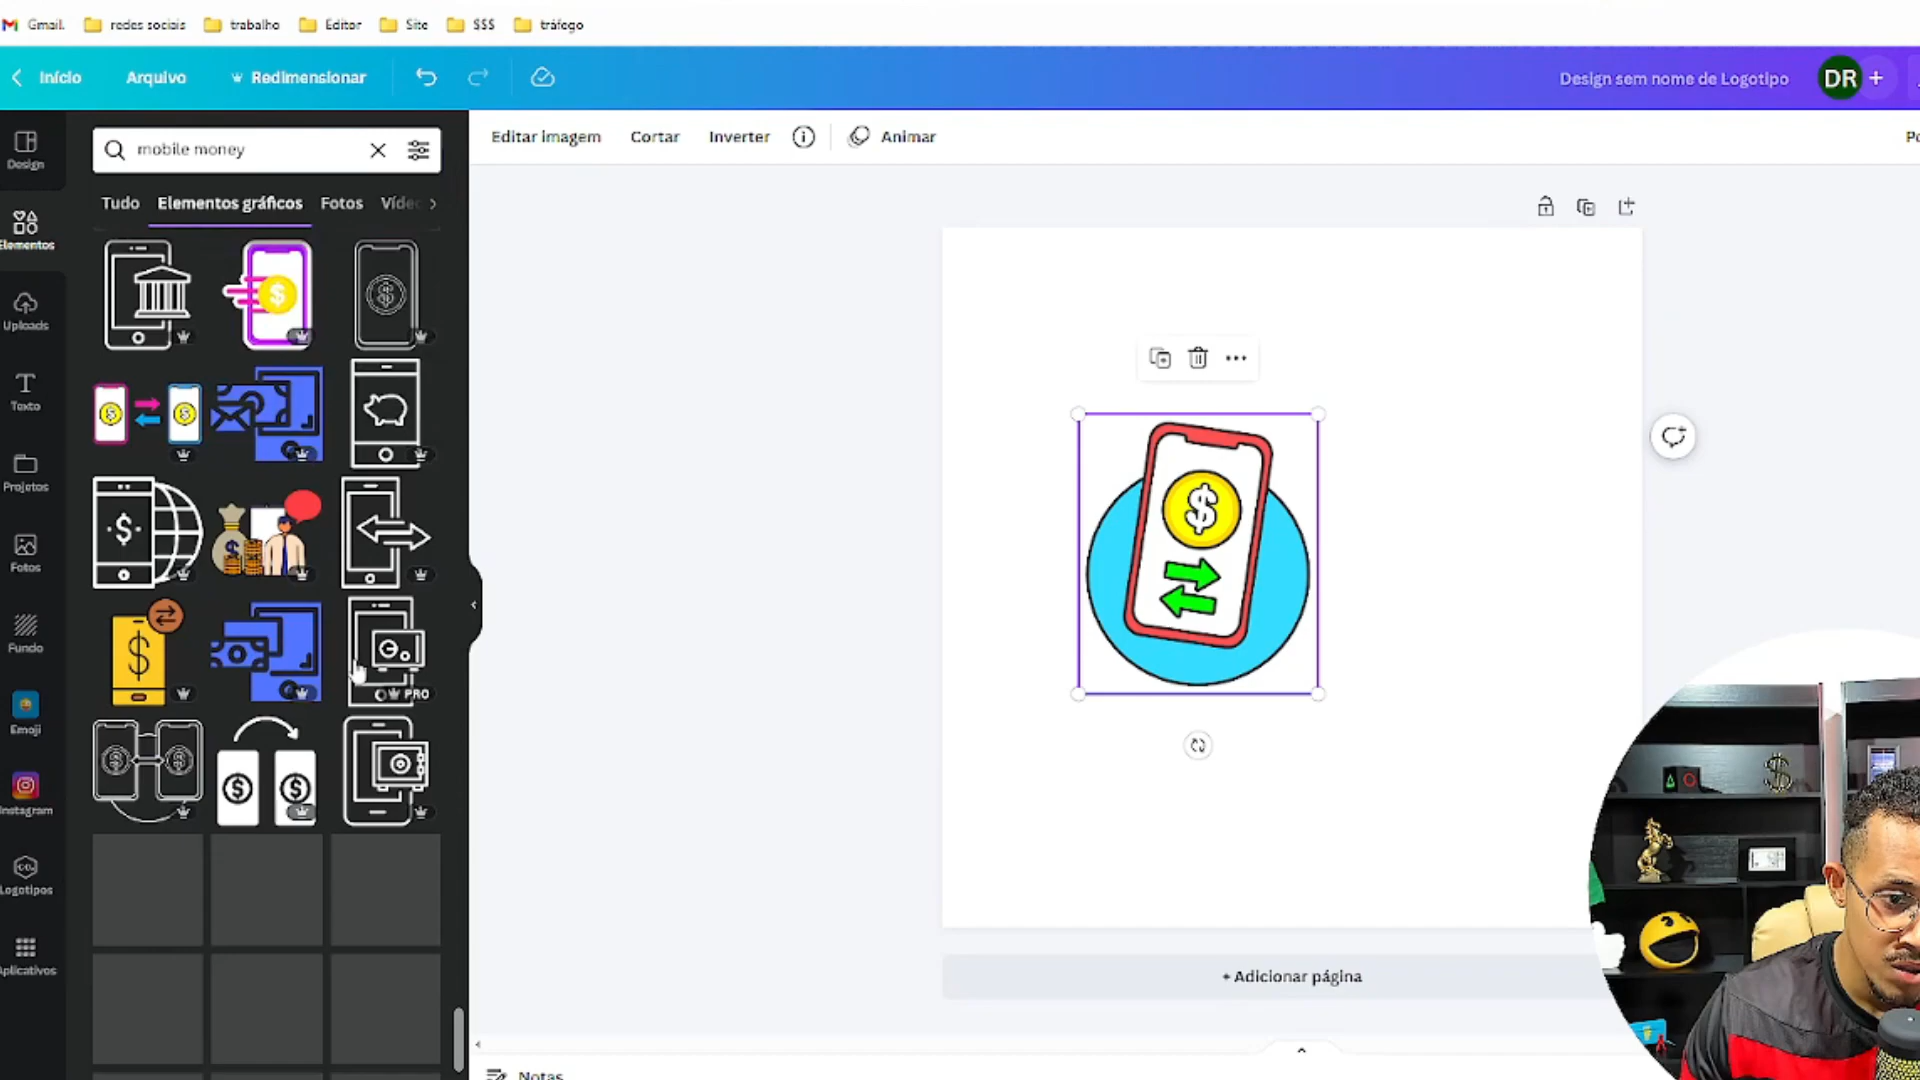 Gmail.
redes sociais
trabalho
Editor
Site
$$$
tráfego
Início
Arquivo
Redimensionar
Design sem nome de Logotipo
DR
Design
Elementos
Uploads
Texto
Projetos
Fotos
Fundo
Emoji
Instagram
Logotipos
Aplicativos
mobile money
Tudo
Elementos gráficos
Fotos
Víde
PRO
Editar imagem
Cortar
Inverter
Animar
Po
+ Adicionar página
Notas